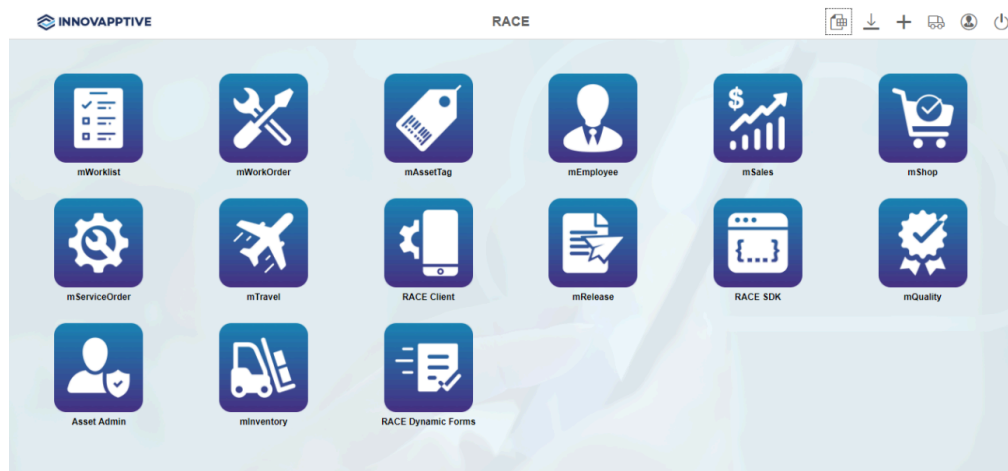 INNOVAPPTIVE
RACE
mWorklist
mWorkOrder
mAssetTag
mEmployee
$
mSales
mShop
mServiceOrder
mTravel
RACE Client
mRelease
{...}
RACE SDK
mQuality
Asset Admin
mInventory
RACE Dynamic Forms